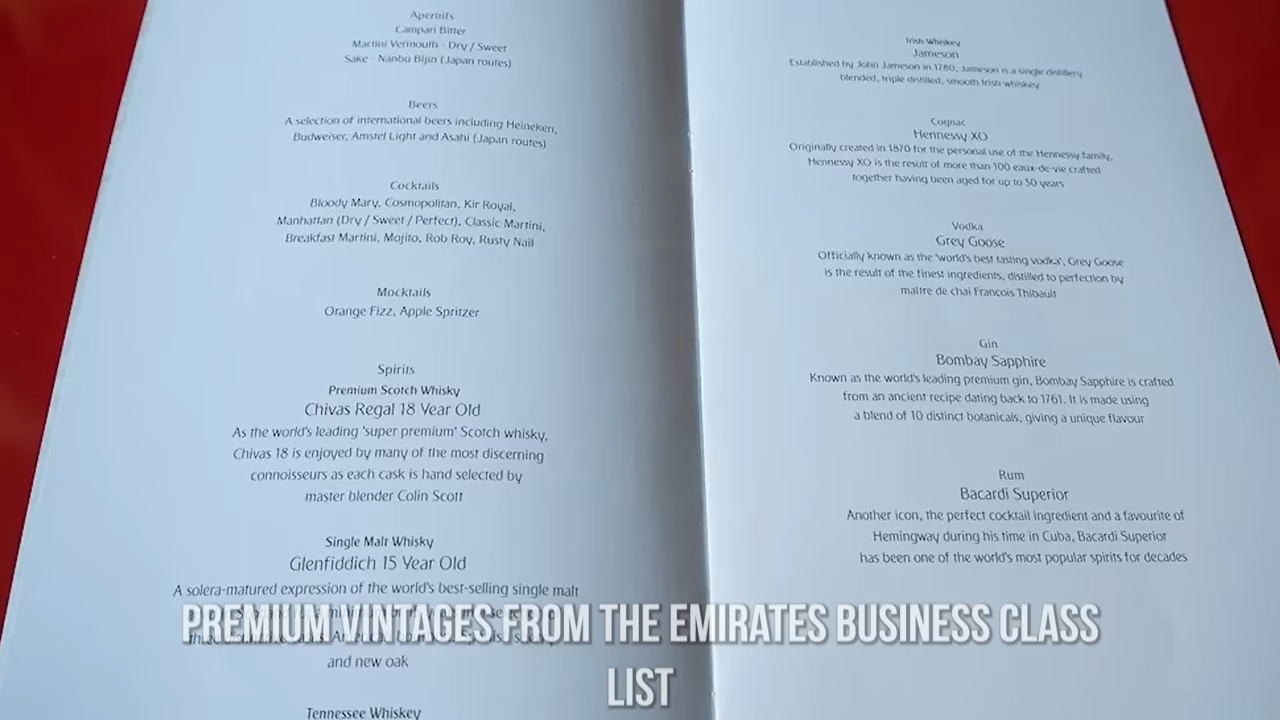 Aperitifs
Campari Bitter
Martini Vermouth - Dry / Sweet
Sake - Nanbu Bijin (Japan routes)
Beers
A selection of international beers including Heineken,
Budweiser, Amstel Light and Asahi (Japan routes)
Cocktails
Bloody Mary, Cosmopolitan, Kir Royal,
Manhattan (Dry / Sweet / Perfect), Classic Martini,
Breakfast Martini, Mojito, Rob Roy, Rusty Nail
Mocktails
Orange Fizz, Apple Spritzer
Spirits
Premium Scotch Whisky
Chivas Regal 18 Year Old
As the world's leading 'super premium' Scotch whisky,
Chivas 18 is enjoyed by many of the most discerning
connoisseurs as each cask is hand selected by
master blender Colin Scott
Single Malt Whisky
Glenfiddich 15 Year Old
A solera-matured expression of the world's best-selling single malt
and new oak
Tennessee Whiskey
Irish Whiskey
Jameson
Established by John Jameson in 1780, Jameson is a single distillery
blended, triple distilled, smooth Irish whiskey
Cognac
Hennessy XO
Originally created in 1870 for the personal use of the Hennessy family,
Hennessy XO is the result of more than 100 eaux-de-vie crafted
together having been aged for up to 30 years
Vodka
Grey Goose
Officially known as the 'world's best tasting vodka', Grey Goose
is the result of the finest ingredients, distilled to perfection by
maître de chai François Thibault
Gin
Bombay Sapphire
Known as the world's leading premium gin, Bombay Sapphire is crafted
from an ancient recipe dating back to 1761. It is made using
a blend of 10 distinct botanicals, giving a unique flavour
Rum
Bacardi Superior
Another icon, the perfect cocktail ingredient and a favourite of
Hemingway during his time in Cuba, Bacardi Superior
has been one of the world's most popular spirits for decades
PREMIUM VINTAGES FROM THE EMIRATES BUSINESS CLASS
LIST